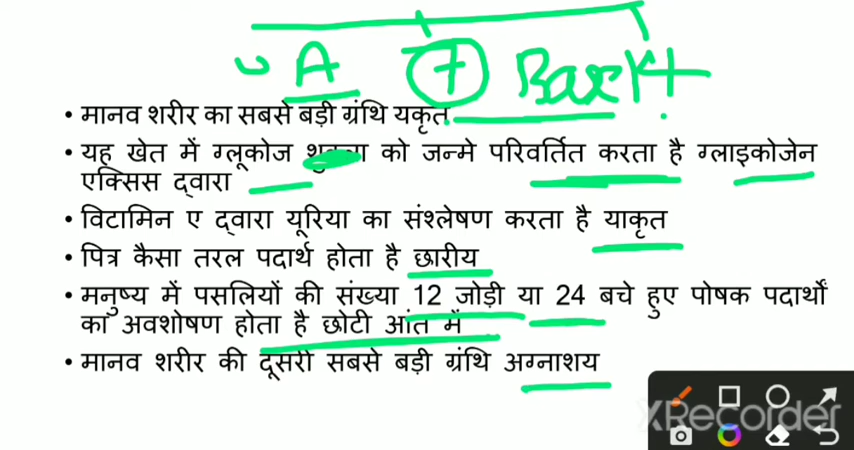 A 7
• मानव शरीर का सबसे बड़ी ग्रंथि यकृत
• यह खेत में ग्लूकोज को जन्मे परिवर्तित करता है ग्लाइकोजेन
एक्सिस द्वारा
• विटामिन ए द्वारा यूरिया का संश्लेषण करता है याकृत
• पित्र कैसा तरल पदार्थ होता है छारीय
• मनुष्य में पसलियों की संख्या 12 जोड़ी या 24 बचे हुए पोषक पदार्थों
का अवशोषण होता है छोटी आंत में
• मानव शरीर की दूसरी सबसे बड़ी ग्रंथि अग्नाशय
XRecorder